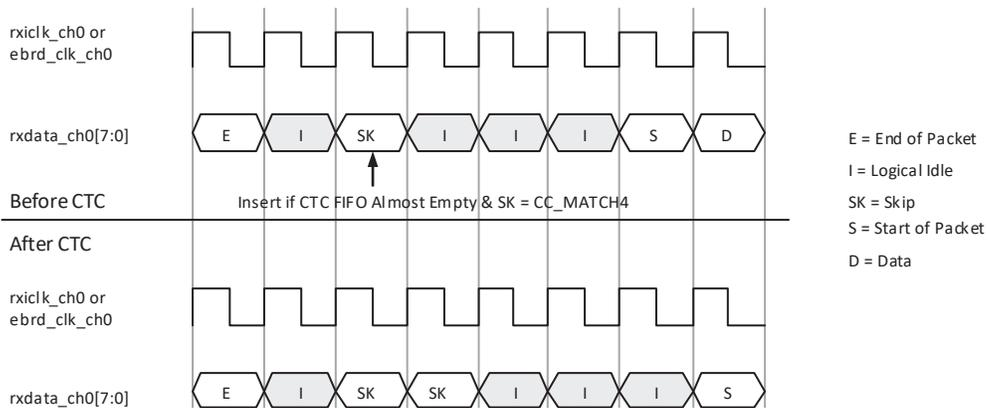 rxiclk_ch0 or
ebrd_clk_ch0
rxdata_ch0[7:0]
E I SK I I I S D
Before CTC
Insert if CTC FIFO Almost Empty & SK = CC_MATCH4
After CTC
rxiclk_ch0 or
ebrd_clk_ch0
rxdata_ch0[7:0]
E I SK SK I I I S
E = End of Packet
I = Logical Idle
SK = Skip
S = Start of Packet
D = Data